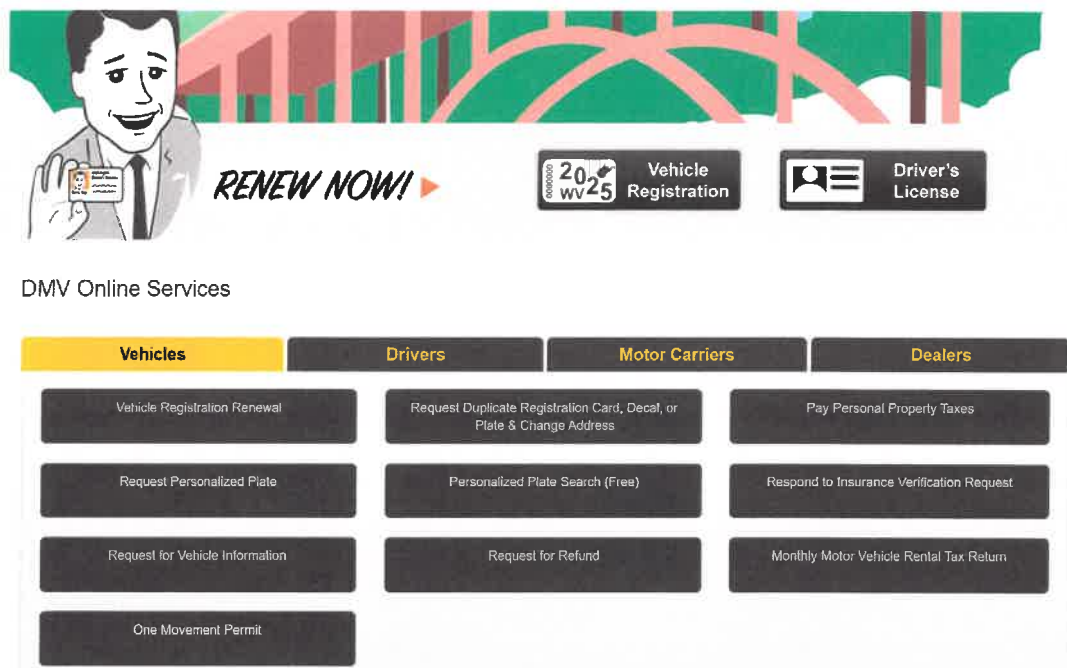 RENEW NOW!
2025
WV
Vehicle
Registration
Driver's
License
DMV Online Services
Vehicles
Drivers
Motor Carriers
Dealers
Vehicle Registration Renewal
Request Duplicate Registration Card, Decal, or
Plate & Change Address
Pay Personal Property Taxes
Request Personalized Plate
Personalized Plate Search (Free)
Respond to Insurance Verification Request
Request for Vehicle Information
Request for Refund
Monthly Motor Vehicle Rental Tax Return
One Movement Permit